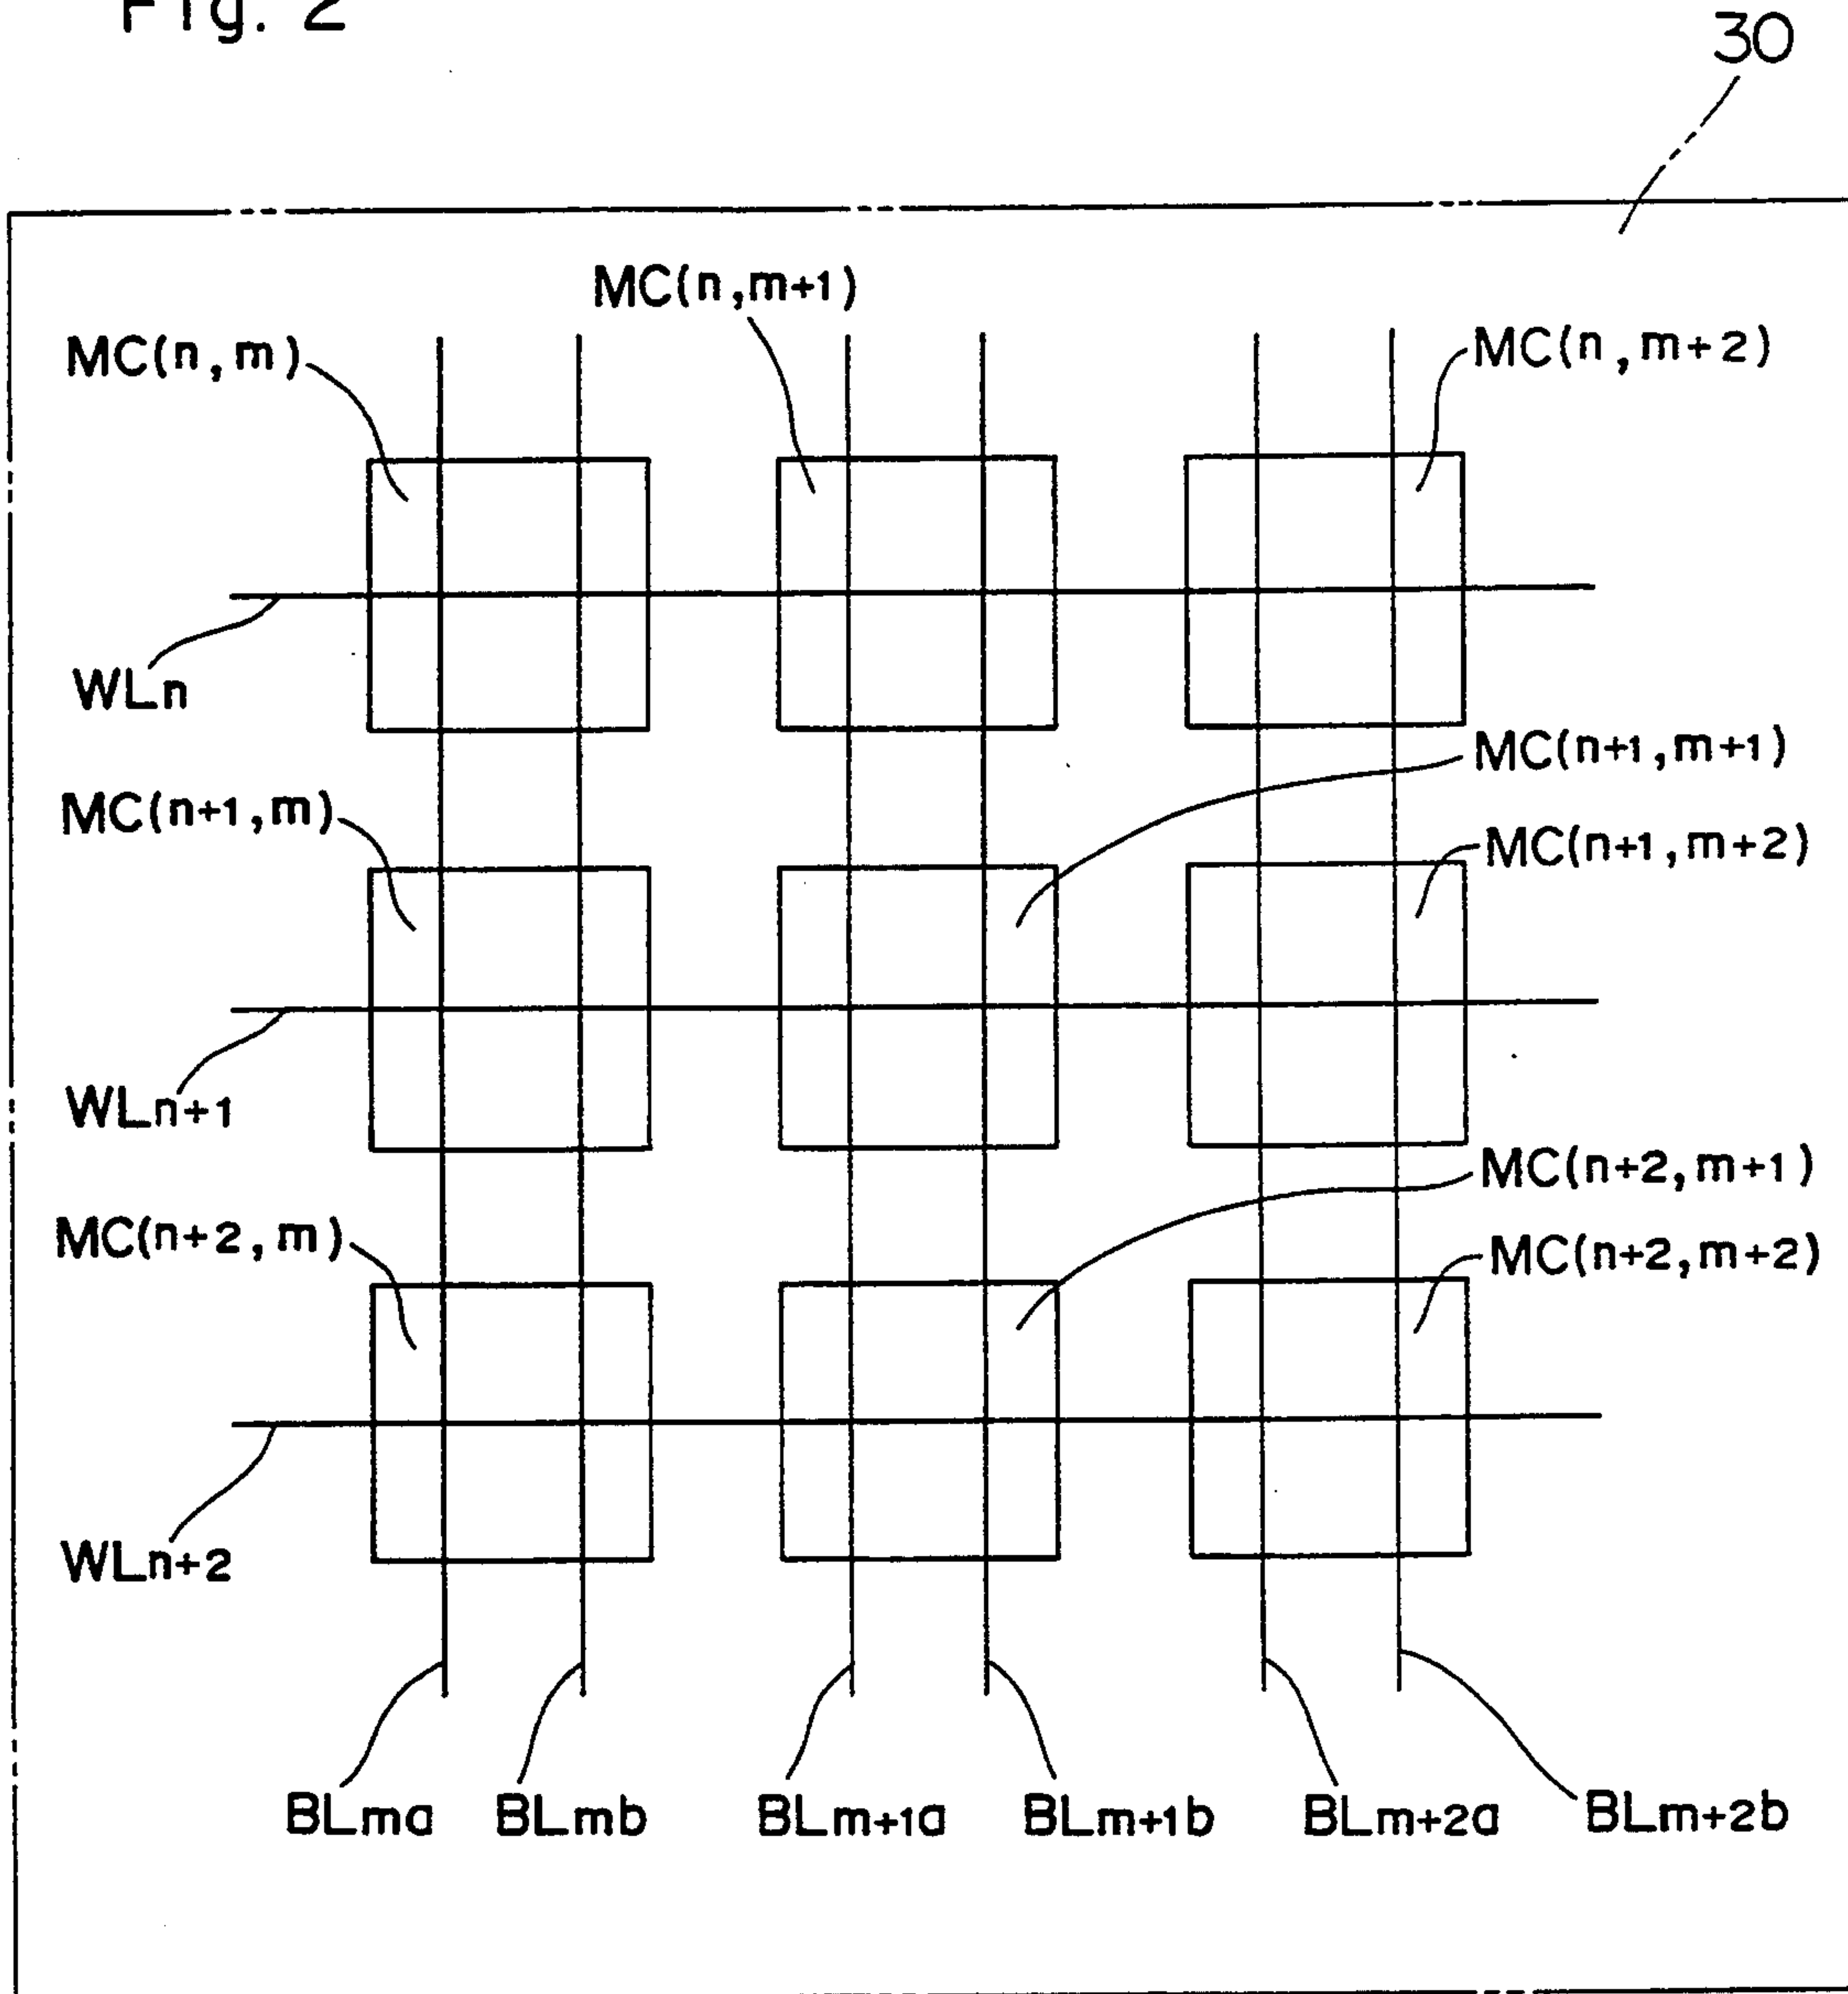 Fig. 2
30
MC(n,m+1)
MC(n,m)
MC(n,m+2)
WLn
MC(n+1,m+1)
MC(n+1,m)
MC(n+1,m+2)
WLn+1
MC(n+2,m+1)
MC(n+2,m)
MC(n+2,m+2)
WLn+2
BLma BLmb BLm+1a BLm+1b BLm+2a BLm+2b